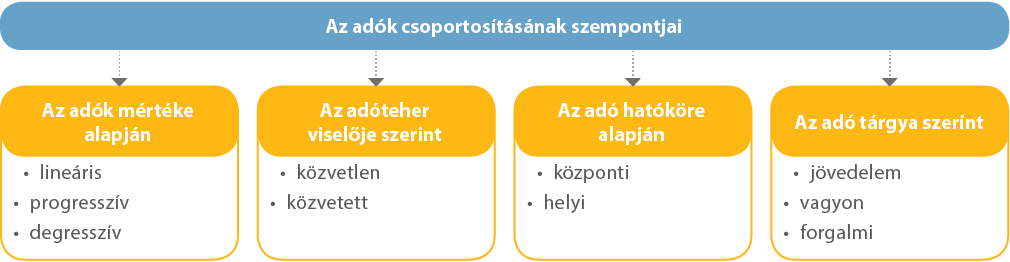 Az adók csoportosításának szempontjai
Az adók mértéke
alapján
• lineáris
• progresszív
• degresszív
Az adóteher
viselője szerint
• közvetlen
• közvetett
Az adó hatóköre
alapján
• központi
• helyi
Az adó tárgya szerint
• jövedelem
• vagyon
• forgalmi